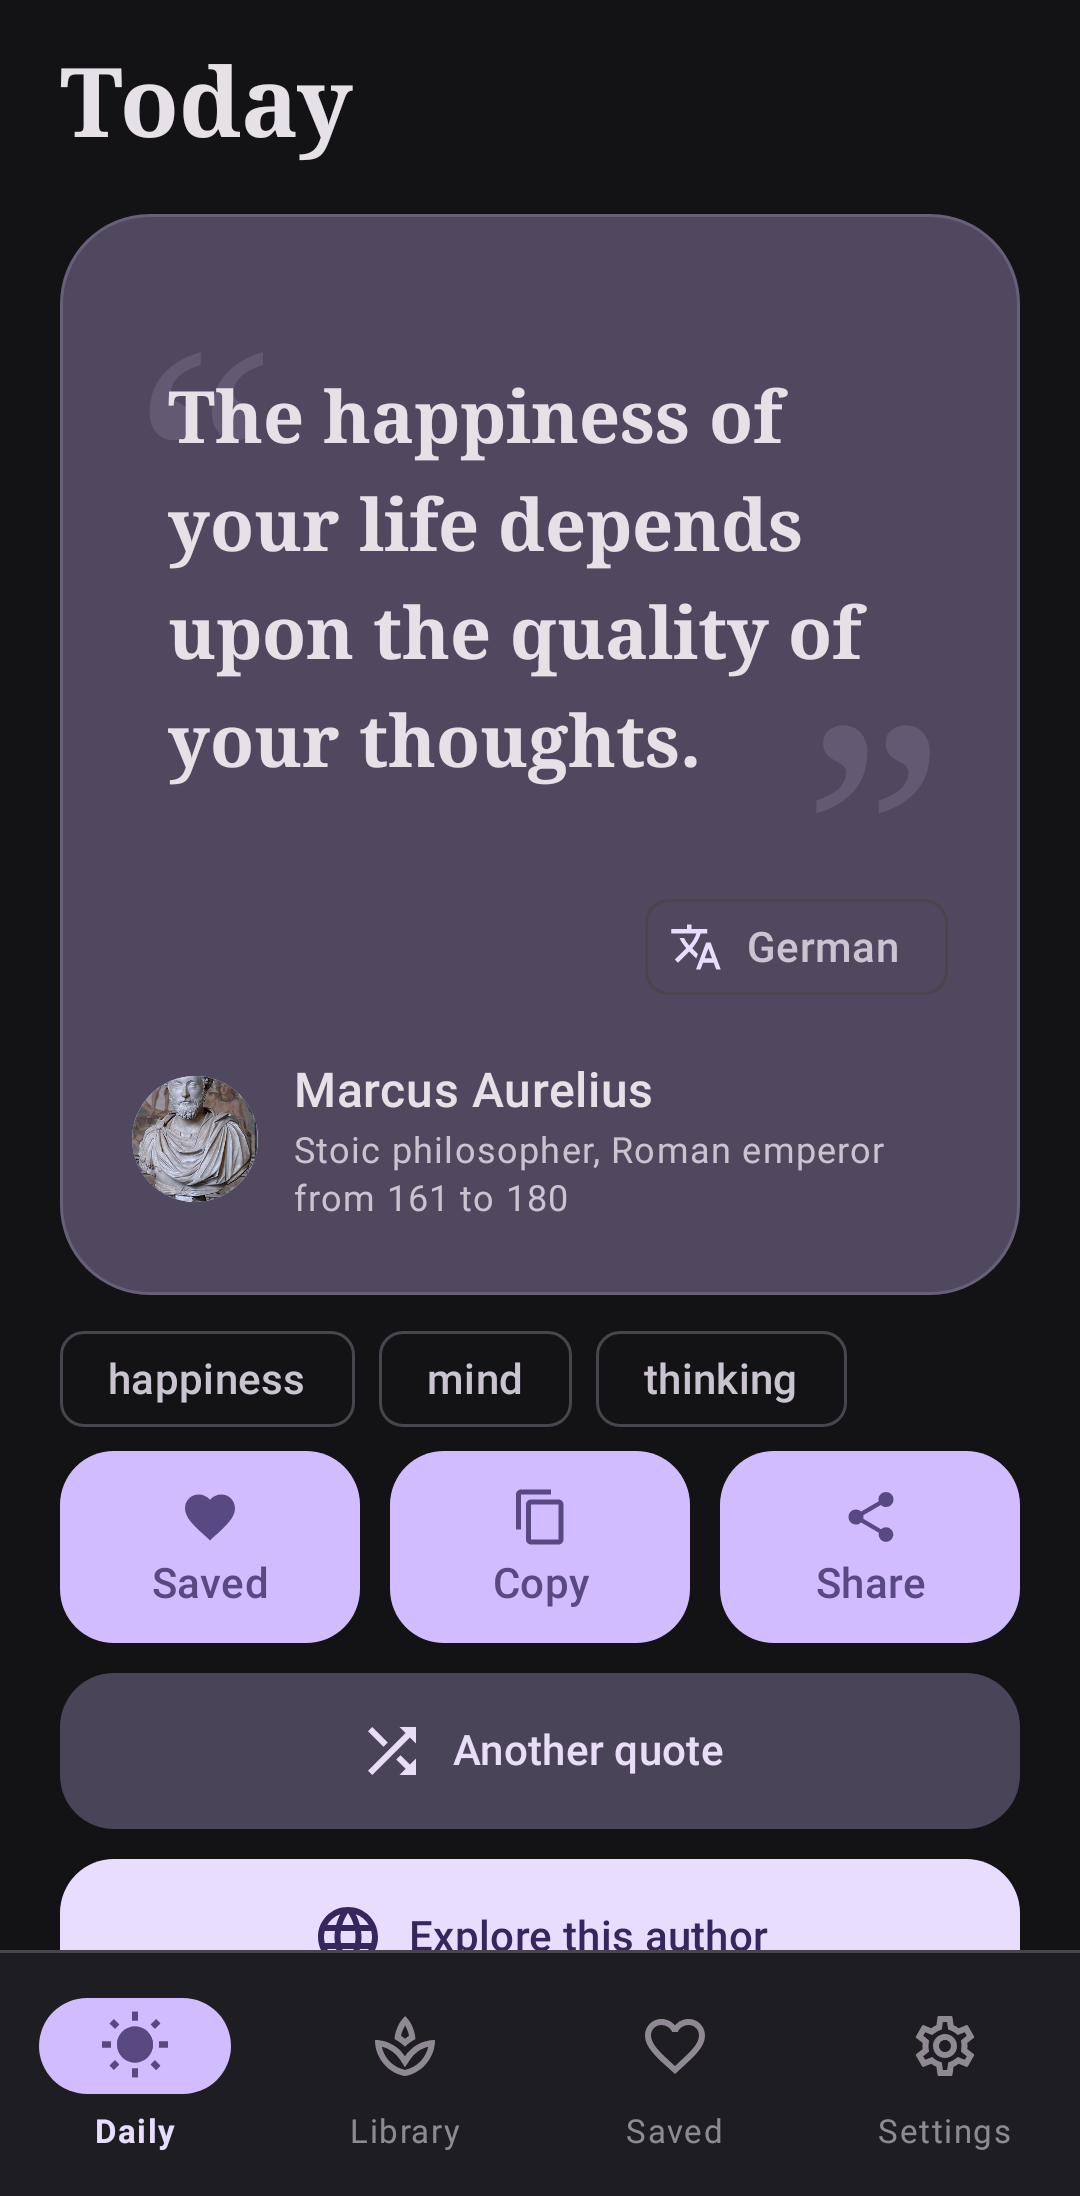 Today
“The happiness of
your life depends
upon the quality of
your thoughts.”
German
Marcus Aurelius
Stoic philosopher, Roman emperor
from 161 to 180
happiness mind thinking
Saved Copy Share
Another quote
Explore this author
Daily Library Saved Settings